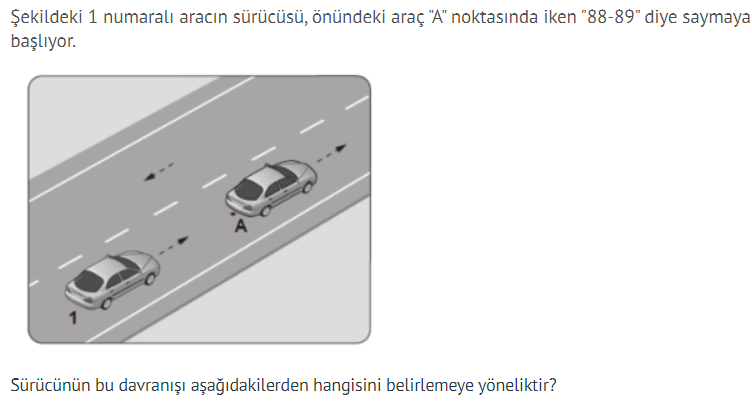 Şekildeki 1 numaralı aracın sürücüsü, önündeki araç "A" noktasında iken "88-89" diye saymaya
başlıyor.
A
1
Sürücünün bu davranışı aşağıdakilerden hangisini belirlemeye yöneliktir?